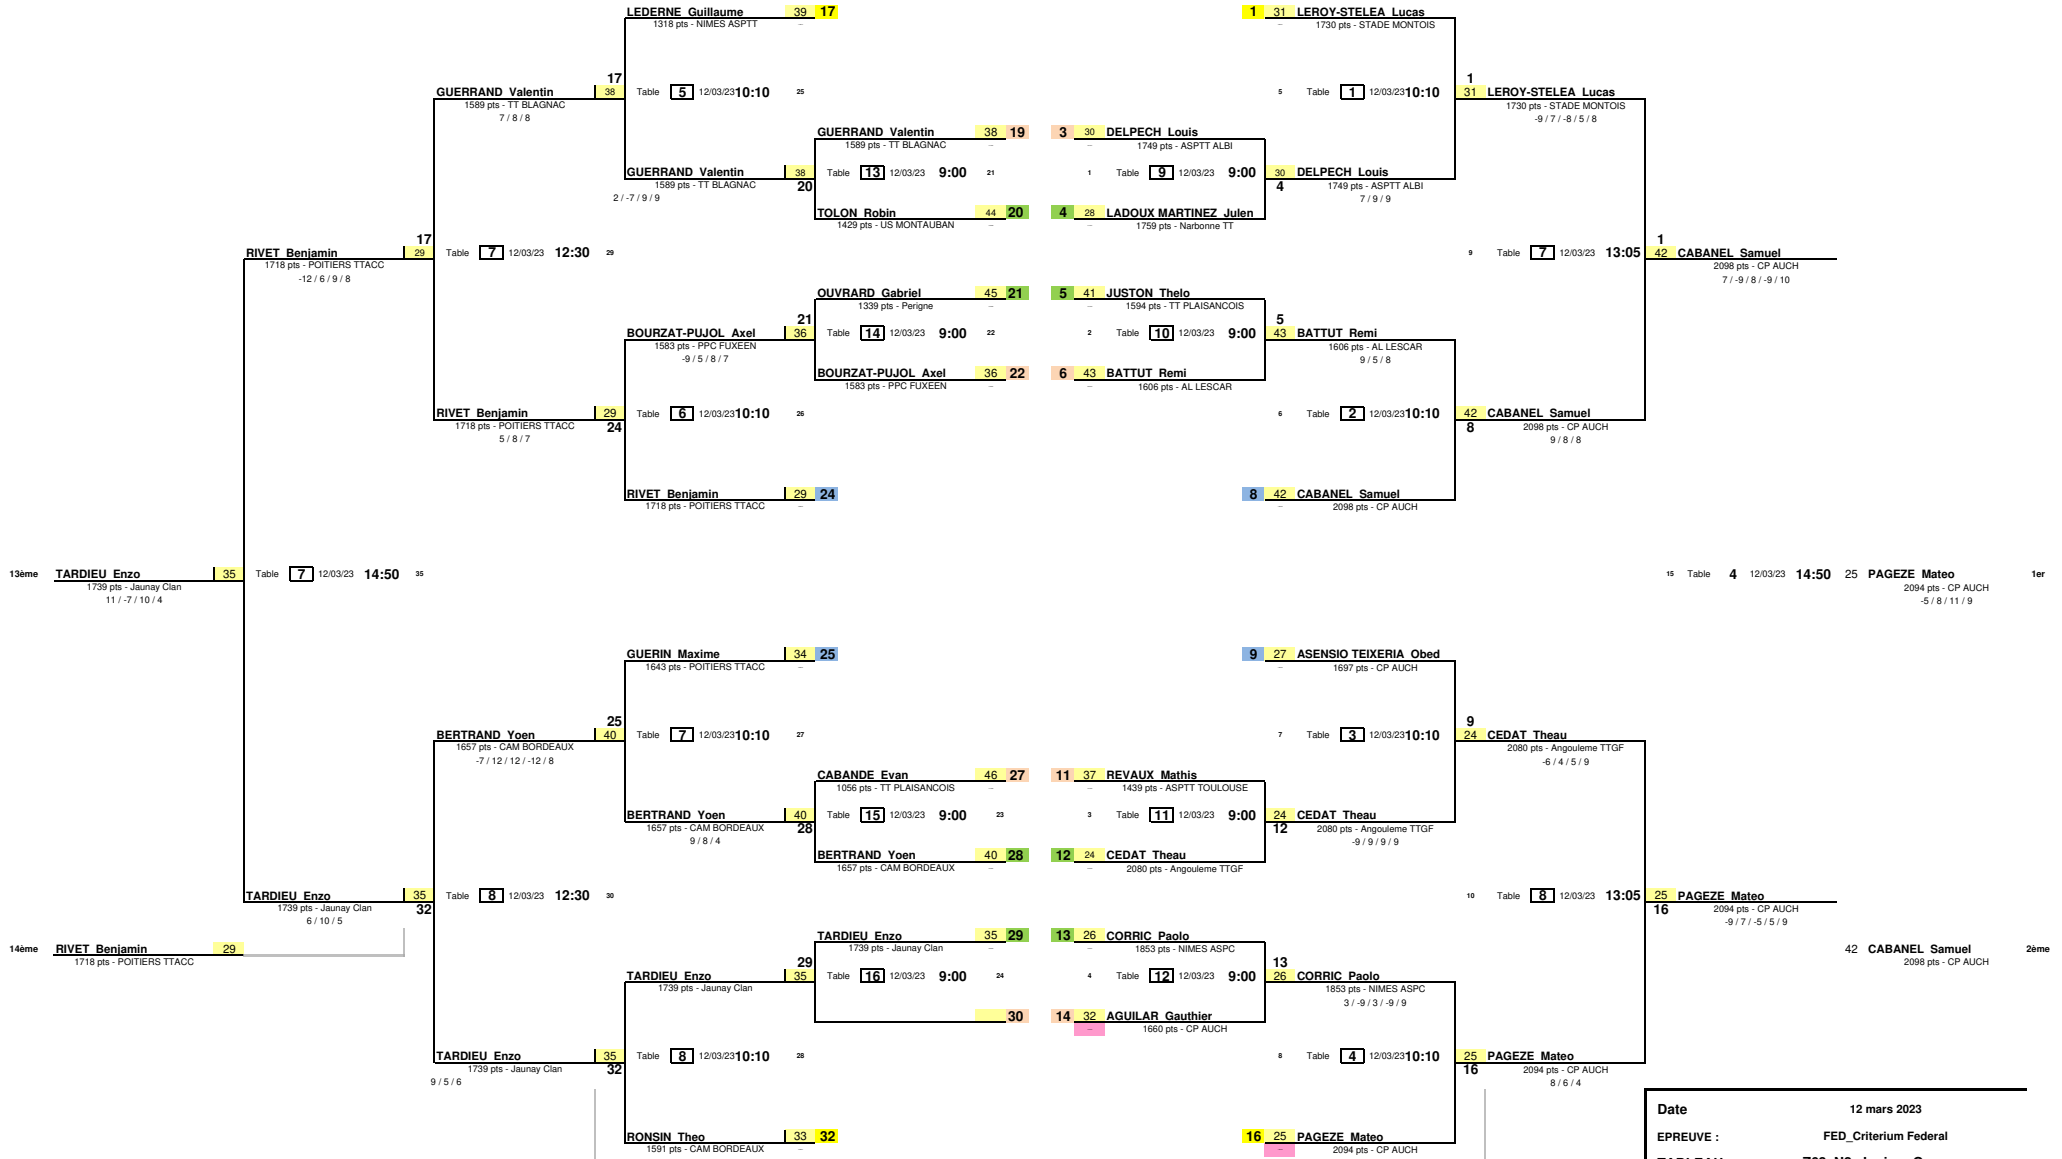 LEDERNE Guillaume 39 17 1 31 LEROY-STELEA Lucas
1318 pts - NIMES ASPTT – – 1730 pts - STADE MONTOIS
17 1
GUERRAND Valentin 38 Table 5 12/03/23 10:10 25 5 Table 1 12/03/23 10:10 31 LEROY-STELEA Lucas
1589 pts - TT BLAGNAC 1730 pts - STADE MONTOIS
7 / 8 / 8 -9 / 7 / -8 / 5 / 8
GUERRAND Valentin 38 19 3 30 DELPECH Louis
1589 pts - TT BLAGNAC – – 1749 pts - ASPTT ALBI
GUERRAND Valentin 38 Table 13 12/03/23 9:00 21 1 Table 9 12/03/23 9:00 30 DELPECH Louis
1589 pts - TT BLAGNAC 20 4 1749 pts - ASPTT ALBI
2 / -7 / 9 / 9 7 / 9 / 9
TOLON Robin 44 20 4 28 LADOUX MARTINEZ Julen
1429 pts - US MONTAUBAN – – 1759 pts - Narbonne TT
17 1
RIVET Benjamin 29 Table 7 12/03/23 12:30 29 9 Table 7 12/03/23 13:05 42 CABANEL Samuel
1718 pts - POITIERS TTACC 2098 pts - CP AUCH
-12 / 6 / 9 / 8 7 / -9 / 8 / -9 / 10
OUVRARD Gabriel 45 21 5 41 JUSTON Thelo
1339 pts - Perigne – – 1594 pts - TT PLAISANCOIS
21 5
BOURZAT-PUJOL Axel 36 Table 14 12/03/23 9:00 22 2 Table 10 12/03/23 9:00 43 BATTUT Remi
1583 pts - PPC FUXEEN 1606 pts - AL LESCAR
-9 / 5 / 8 / 7 9 / 5 / 8
BOURZAT-PUJOL Axel 36 22 6 43 BATTUT Remi
1583 pts - PPC FUXEEN – – 1606 pts - AL LESCAR
RIVET Benjamin 29 Table 6 12/03/23 10:10 26 6 Table 2 12/03/23 10:10 42 CABANEL Samuel
1718 pts - POITIERS TTACC 24 8 2098 pts - CP AUCH
5 / 8 / 7 9 / 8 / 8
RIVET Benjamin 29 24 8 42 CABANEL Samuel
1718 pts - POITIERS TTACC – – 2098 pts - CP AUCH
13ème TARDIEU Enzo 35 Table 7 12/03/23 14:50 35 15 Table 4 12/03/23 14:50 25 PAGEZE Mateo 1er
1739 pts - Jaunay Clan 2094 pts - CP AUCH
11 / -7 / 10 / 4 -5 / 8 / 11 / 9
GUERIN Maxime 34 25 9 27 ASENSIO TEIXERIA Obed
1643 pts - POITIERS TTACC – – 1697 pts - CP AUCH
25 9
BERTRAND Yoen 40 Table 7 12/03/23 10:10 27 7 Table 3 12/03/23 10:10 24 CEDAT Theau
1657 pts - CAM BORDEAUX 2080 pts - Angouleme TTGF
-7 / 12 / 12 / -12 / 8 -6 / 4 / 5 / 9
CABANDE Evan 46 27 11 37 REVAUX Mathis
1056 pts - TT PLAISANCOIS – – 1439 pts - ASPTT TOULOUSE
BERTRAND Yoen 40 Table 15 12/03/23 9:00 23 3 Table 11 12/03/23 9:00 24 CEDAT Theau
1657 pts - CAM BORDEAUX 28 12 2080 pts - Angouleme TTGF
9 / 8 / 4 -9 / 9 / 9 / 9
BERTRAND Yoen 40 28 12 24 CEDAT Theau
1657 pts - CAM BORDEAUX – – 2080 pts - Angouleme TTGF
TARDIEU Enzo 35 Table 8 12/03/23 12:30 30 10 Table 8 12/03/23 13:05 25 PAGEZE Mateo
1739 pts - Jaunay Clan 32 16 2094 pts - CP AUCH
6 / 10 / 5 -9 / 7 / -5 / 5 / 9
TARDIEU Enzo 35 29 13 26 CORRIC Paolo
14ème RIVET Benjamin 29 1739 pts - Jaunay Clan – – 1853 pts - NIMES ASPC 42 CABANEL Samuel 2ème
1718 pts - POITIERS TTACC 29 13 2098 pts - CP AUCH
TARDIEU Enzo 35 Table 16 12/03/23 9:00 24 4 Table 12 12/03/23 9:00 26 CORRIC Paolo
1739 pts - Jaunay Clan 1853 pts - NIMES ASPC
3 / -9 / 3 / -9 / 9
30 14 32 AGUILAR Gauthier
– 1660 pts - CP AUCH
TARDIEU Enzo 35 Table 8 12/03/23 10:10 28 8 Table 4 12/03/23 10:10 25 PAGEZE Mateo
1739 pts - Jaunay Clan 32 16 2094 pts - CP AUCH
9 / 5 / 6 8 / 6 / 4
Date 12 mars 2023
RONSIN Theo 33 32 16 25 PAGEZE Mateo EPREUVE : FED_Criterium Federal
1591 pts - CAM BORDEAUX – – 2094 pts - CP AUCH